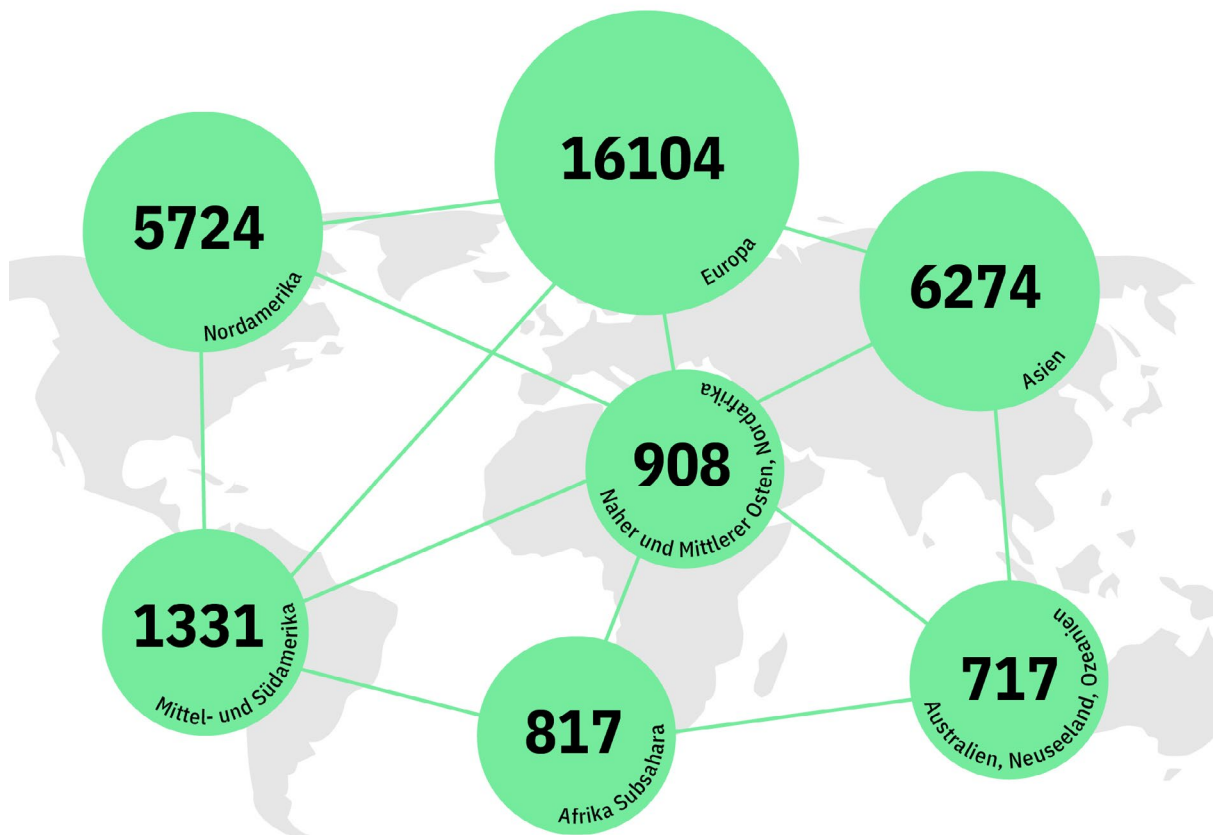 16104
Europa
5724
Nordamerika
6274
Asien
908
Naher und Mittlerer Osten, Nordafrika
1331
Mittel- und Südamerika
817
Afrika Subsahara
717
Australien, Neuseeland, Ozeanien